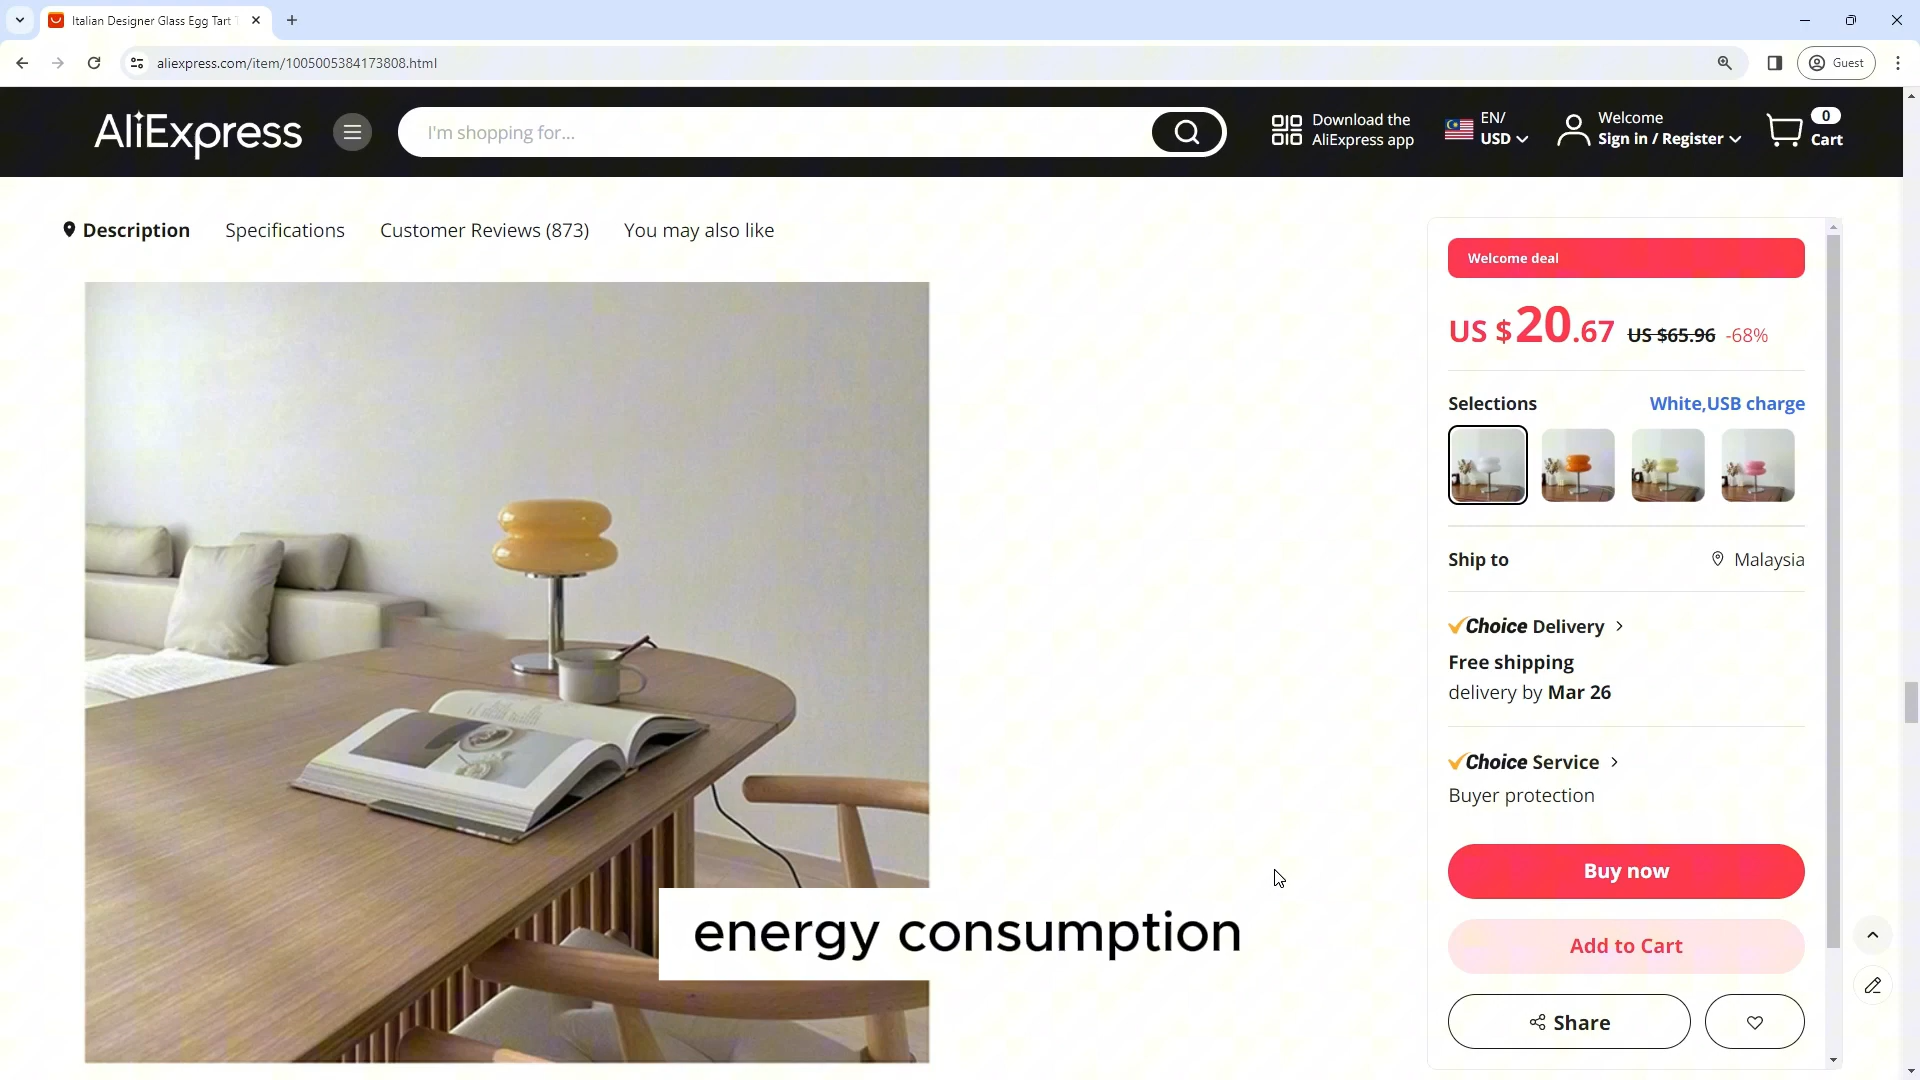 Italian Designer Glass Egg Tart
aliexpress.com/item/1005005384173808.html
Guest
AliExpress
I'm shopping for...
Download the
AliExpress app
EN/
USD
Welcome
Sign in / Register
0
Cart
Description
Specifications
Customer Reviews (873)
You may also like
Welcome deal
US $20.67 US $65.96 -68%
Selections
White,USB charge
Ship to
Malaysia
Choice Delivery
Free shipping
delivery by Mar 26
Choice Service
Buyer protection
Buy now
Add to Cart
Share
energy consumption